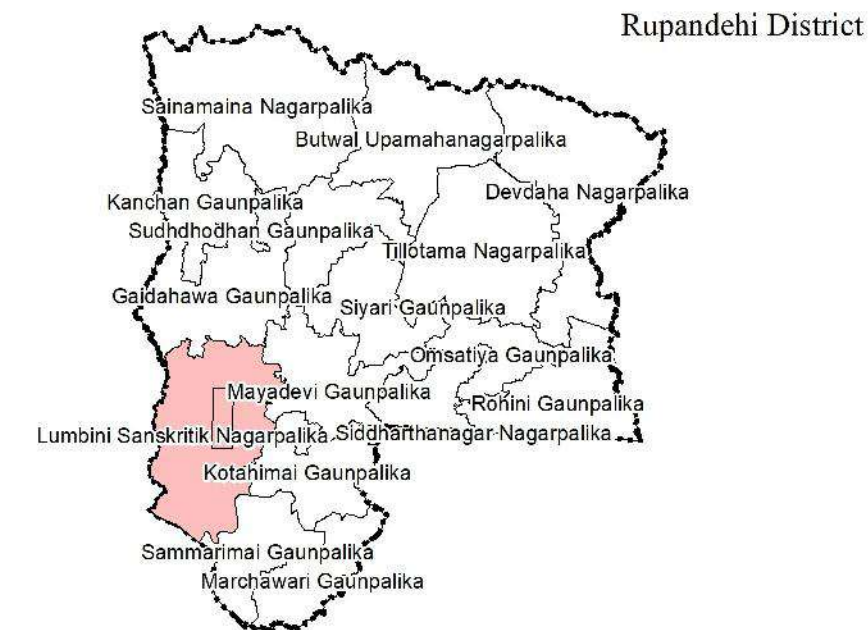 Rupandehi District
Sainamaina Nagarpalika
Butwal Upamahanagarpalika
Devdaha Nagarpalika
Kanchan Gaunpalika
Sudhdhodhan Gaunpalika
Tillotama Nagarpalika
Gaidahawa Gaunpalika
Siyari Gaunpalika
Omsatiya Gaunpalika
Mayadevi Gaunpalika
Rohini Gaunpalika
Lumbini Sanskritik Nagarpalika
Siddharthanagar Nagarpalika
Kotahimai Gaunpalika
Sammarimai Gaunpalika
Marchawari Gaunpalika